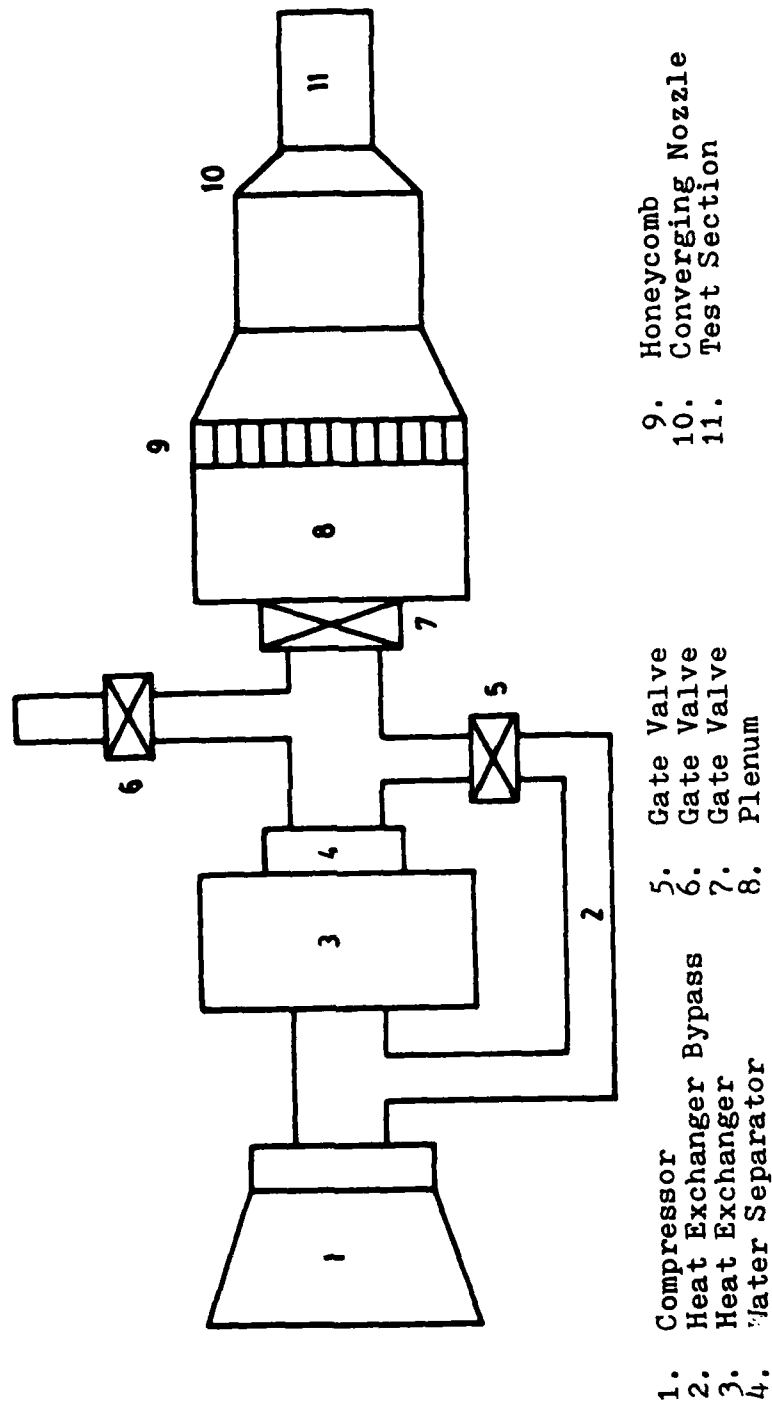 6
9
10
1
3
4
8
11
7
5
2
1. Compressor
2. Heat Exchanger Bypass
3. Heat Exchanger
4. Water Separator
5. Gate Valve
6. Gate Valve
7. Gate Valve
8. Plenum
9. Honeycomb
10. Converging Nozzle
11. Test Section